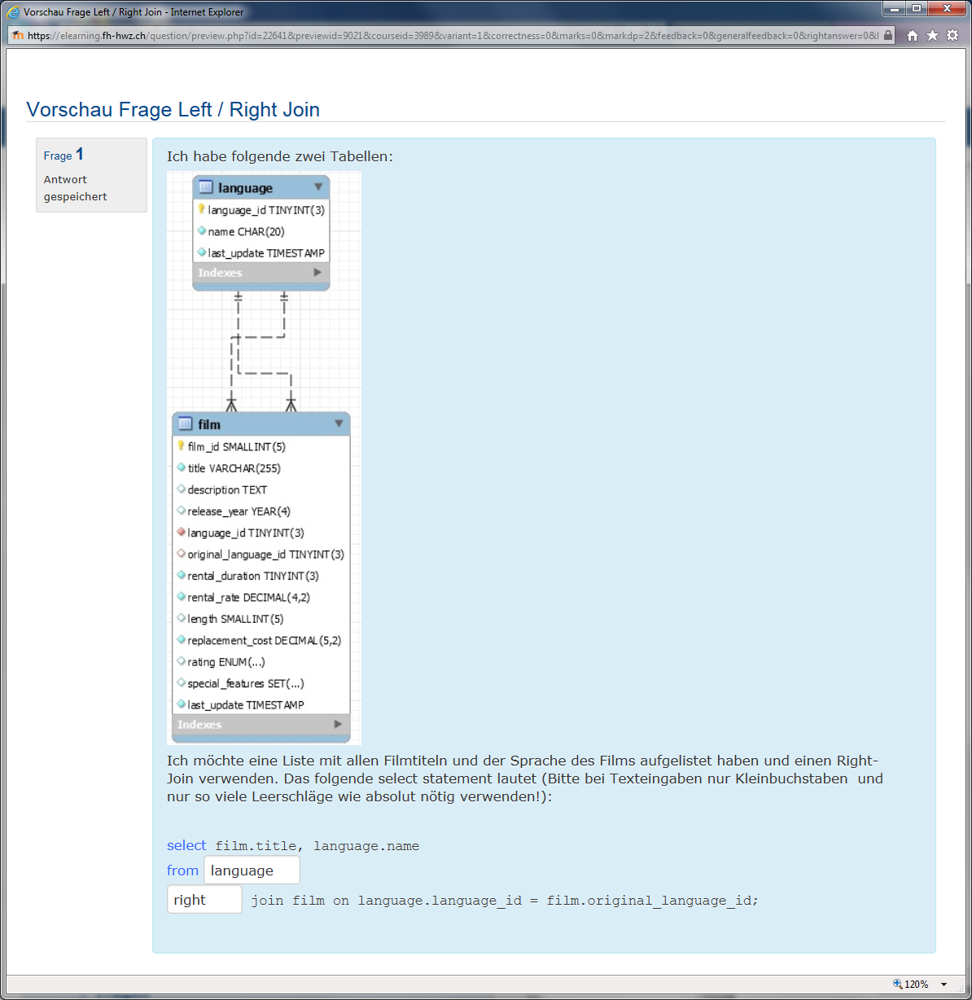 Vorschau Frage Left / Right Join - Internet Explorer
https://elearning.fh-hwz.ch/question/preview.php?id=22641&previewid=9021&courseid=3989&variant=1&correctness=0&marks=0&markdp=2&feedback=0&generalfeedback=0&rightanswer=0&
Vorschau Frage Left / Right Join
Frage 1
Antwort
gespeichert
Ich habe folgende zwei Tabellen:
language
language_id TINYINT(3)
name CHAR(20)
last_update TIMESTAMP
Indexes
film
film_id SMALLINT(5)
title VARCHAR(255)
description TEXT
release_year YEAR(4)
language_id TINYINT(3)
original_language_id TINYINT(3)
rental_duration TINYINT(3)
rental_rate DECIMAL(4,2)
length SMALLINT(5)
replacement_cost DECIMAL(5,2)
rating ENUM(...)
special_features SET(...)
last_update TIMESTAMP
Indexes
Ich möchte eine Liste mit allen Filmtiteln und der Sprache des Films aufgelistet haben und einen Right-
Join verwenden. Das folgende select statement lautet (Bitte bei Texteingaben nur Kleinbuchstaben und
nur so viele Leerschläge wie absolut nötig verwenden!):
select film.title, language.name
from language
right join film on language.language_id = film.original_language_id;
120%